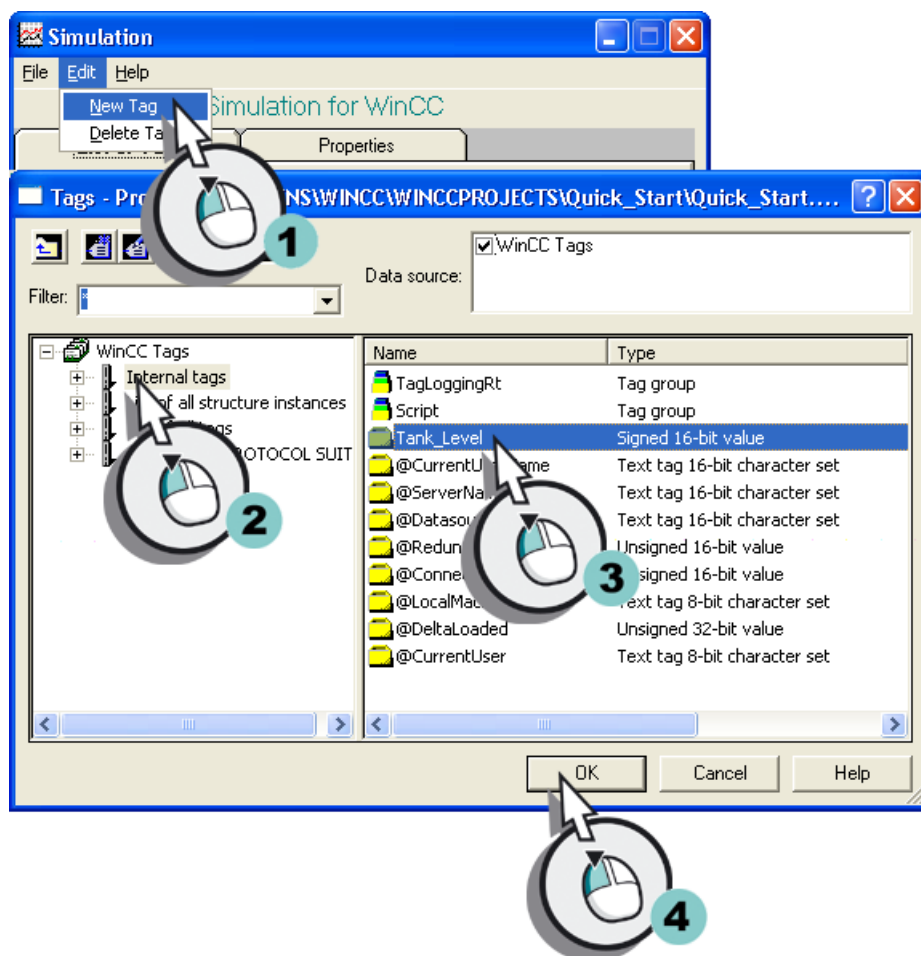 Simulation
File Edit Help
New Tag
Simulation for WinCC
Delete Ta
Properties
1
Tags - Pro NS\WINCC\WINCCPROJECTS\Quick_Start\Quick_Start....
Data source: WinCC Tags
Filter: *
WinCC Tags
Internal tags
of all structure instances
tags
OTOCOL SUIT
2
Name Type
TagLoggingRt Tag group
Script Tag group
Tank_Level Signed 16-bit value
@CurrentUs ame Text tag 16-bit character set
@ServerNa Text tag 16-bit character set
@Datasou Text tag 16-bit character set
@Redun Unsigned 16-bit value
@Conne signed 16-bit value
@LocalMac Text tag 8-bit character set
@DeltaLoaded Unsigned 32-bit value
@CurrentUser Text tag 8-bit character set
3
OK Cancel Help
4